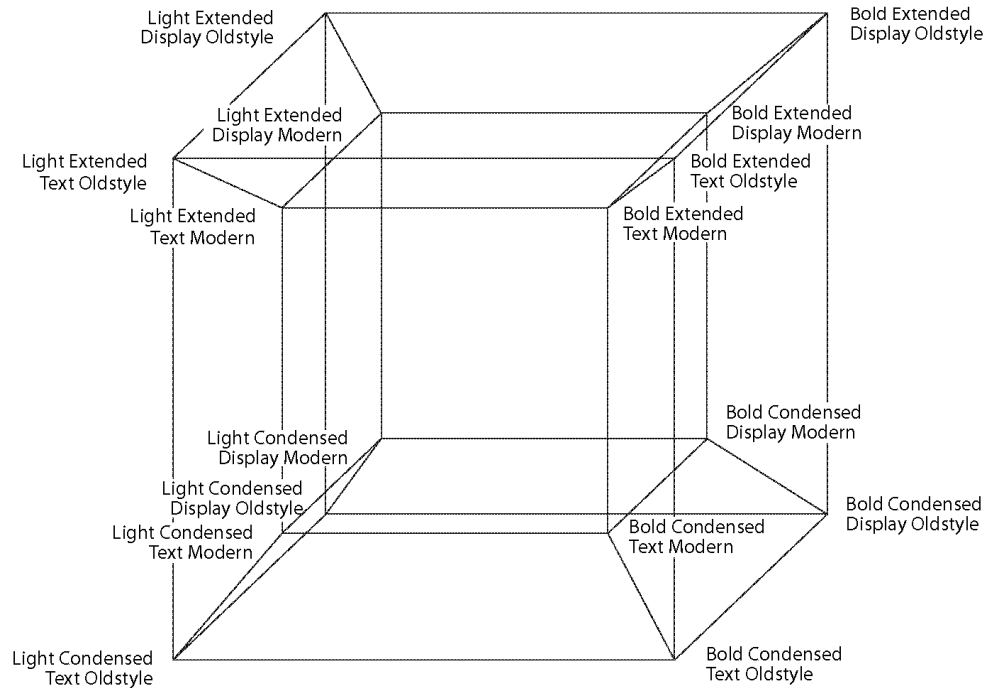 Light Extended
Display Oldstyle
Bold Extended
Display Oldstyle
Light Extended
Display Modern
Bold Extended
Display Modern
Light Extended
Text Oldstyle
Bold Extended
Text Oldstyle
Light Extended
Text Modern
Bold Extended
Text Modern
Light Condensed
Display Modern
Bold Condensed
Display Modern
Light Condensed
Display Oldstyle
Bold Condensed
Display Oldstyle
Light Condensed
Text Modern
Bold Condensed
Text Modern
Light Condensed
Text Oldstyle
Bold Condensed
Text Oldstyle